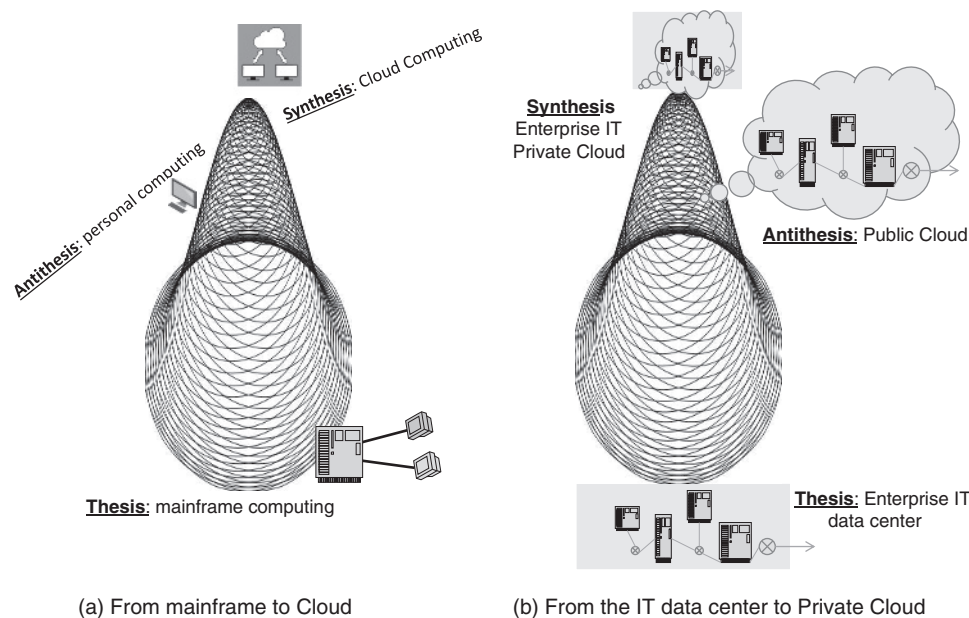 Synthesis: Cloud Computing
Antithesis: personal computing
Thesis: mainframe computing
(a) From mainframe to Cloud
Synthesis
Enterprise IT
Private Cloud
Antithesis: Public Cloud
Thesis: Enterprise IT
data center
(b) From the IT data center to Private Cloud